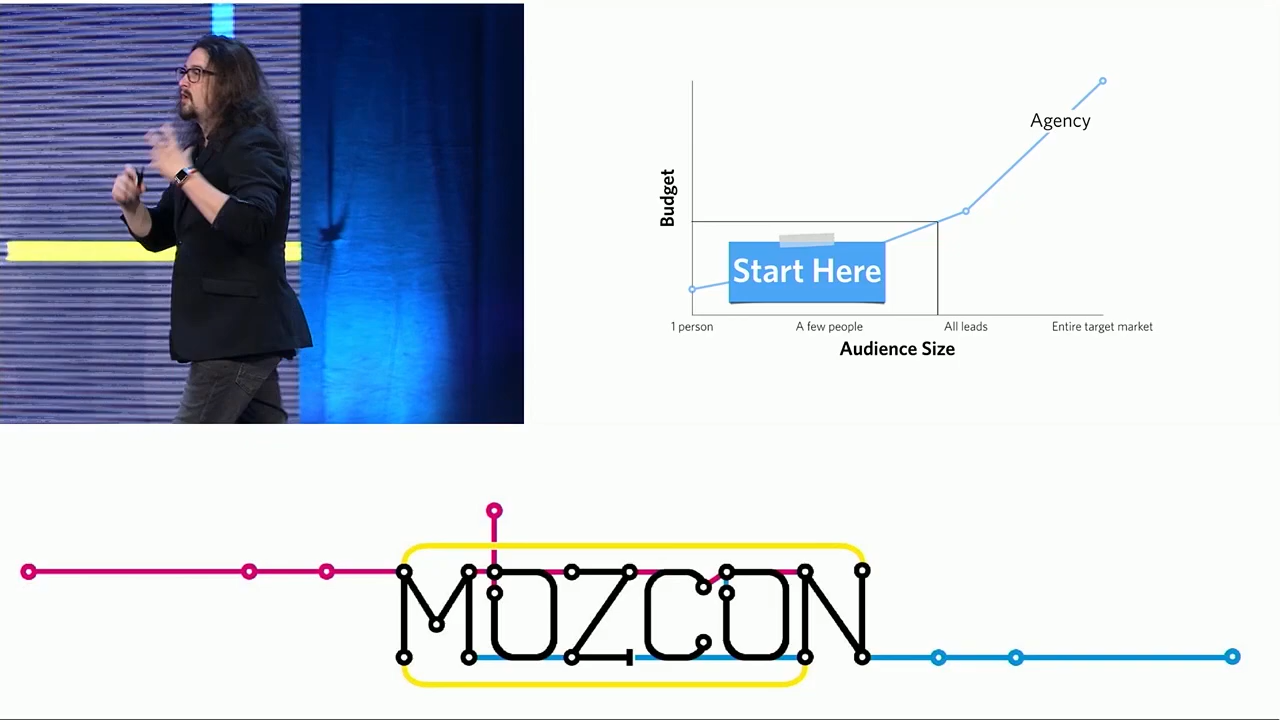 Agency
Budget
Start Here
1 person
A few people
All leads
Entire target market
Audience Size
MOZCON